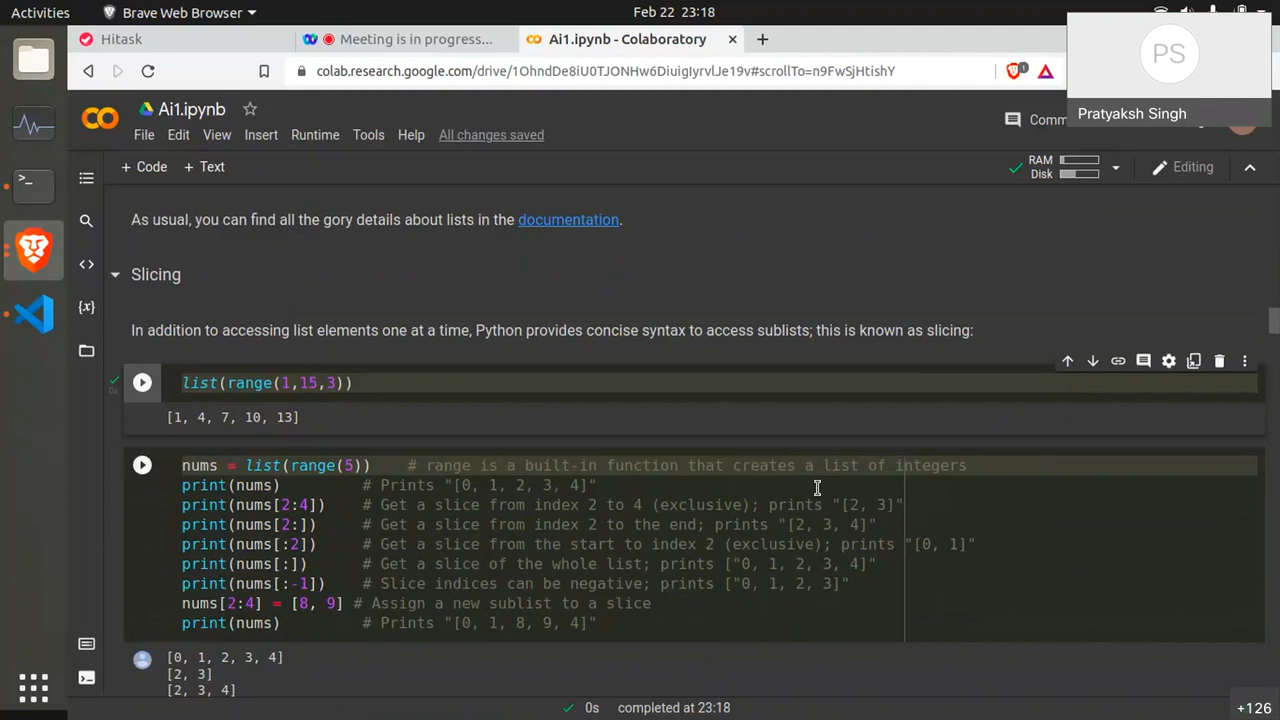 Activities
Brave Web Browser
Feb 22 23:18
Hitask
Meeting is in progress...
Ai1.ipynb - Colaboratory
colab.research.google.com/drive/1OhndDe8iU0TJONHw6DiuigIyrvlJe19v#scrollTo=n9FwSjHtishY
1
PS
Pratyaksh Singh
Ai1.ipynb
File Edit View Insert Runtime Tools Help All changes saved
Comm
+ Code + Text
RAM
Disk
Editing
As usual, you can find all the gory details about lists in the documentation.
Slicing
In addition to accessing list elements one at a time, Python provides concise syntax to access sublists; this is known as slicing:
list(range(1,15,3))
0s
[1, 4, 7, 10, 13]
nums = list(range(5))    # range is a built-in function that creates a list of integers
print(nums)         # Prints "[0, 1, 2, 3, 4]"
print(nums[2:4])    # Get a slice from index 2 to 4 (exclusive); prints "[2, 3]"
print(nums[2:])     # Get a slice from index 2 to the end; prints "[2, 3, 4]"
print(nums[:2])     # Get a slice from the start to index 2 (exclusive); prints "[0, 1]"
print(nums[:])      # Get a slice of the whole list; prints ["0, 1, 2, 3, 4]"
print(nums[:-1])    # Slice indices can be negative; prints ["0, 1, 2, 3]"
nums[2:4] = [8, 9] # Assign a new sublist to a slice
print(nums)         # Prints "[0, 1, 8, 9, 4]"
[0, 1, 2, 3, 4]
[2, 3]
[2, 3, 4]
0s completed at 23:18
+126